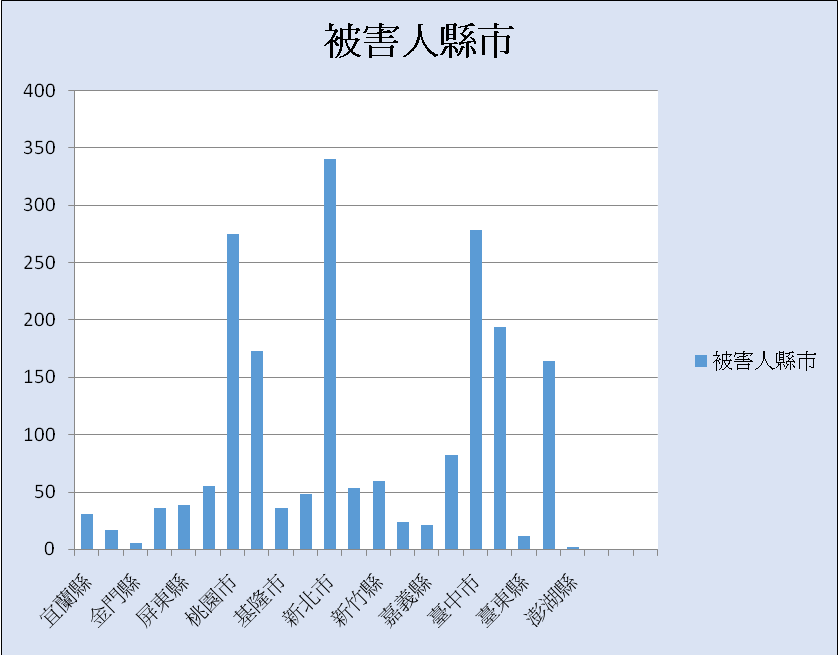 被害人縣市
400
350
300
250
200
150
100
50
0
宜蘭縣
金門縣
屏東縣
桃園市
基隆市
新北市
新竹縣
嘉義縣
臺中市
臺東縣
澎湖縣
被害人縣市